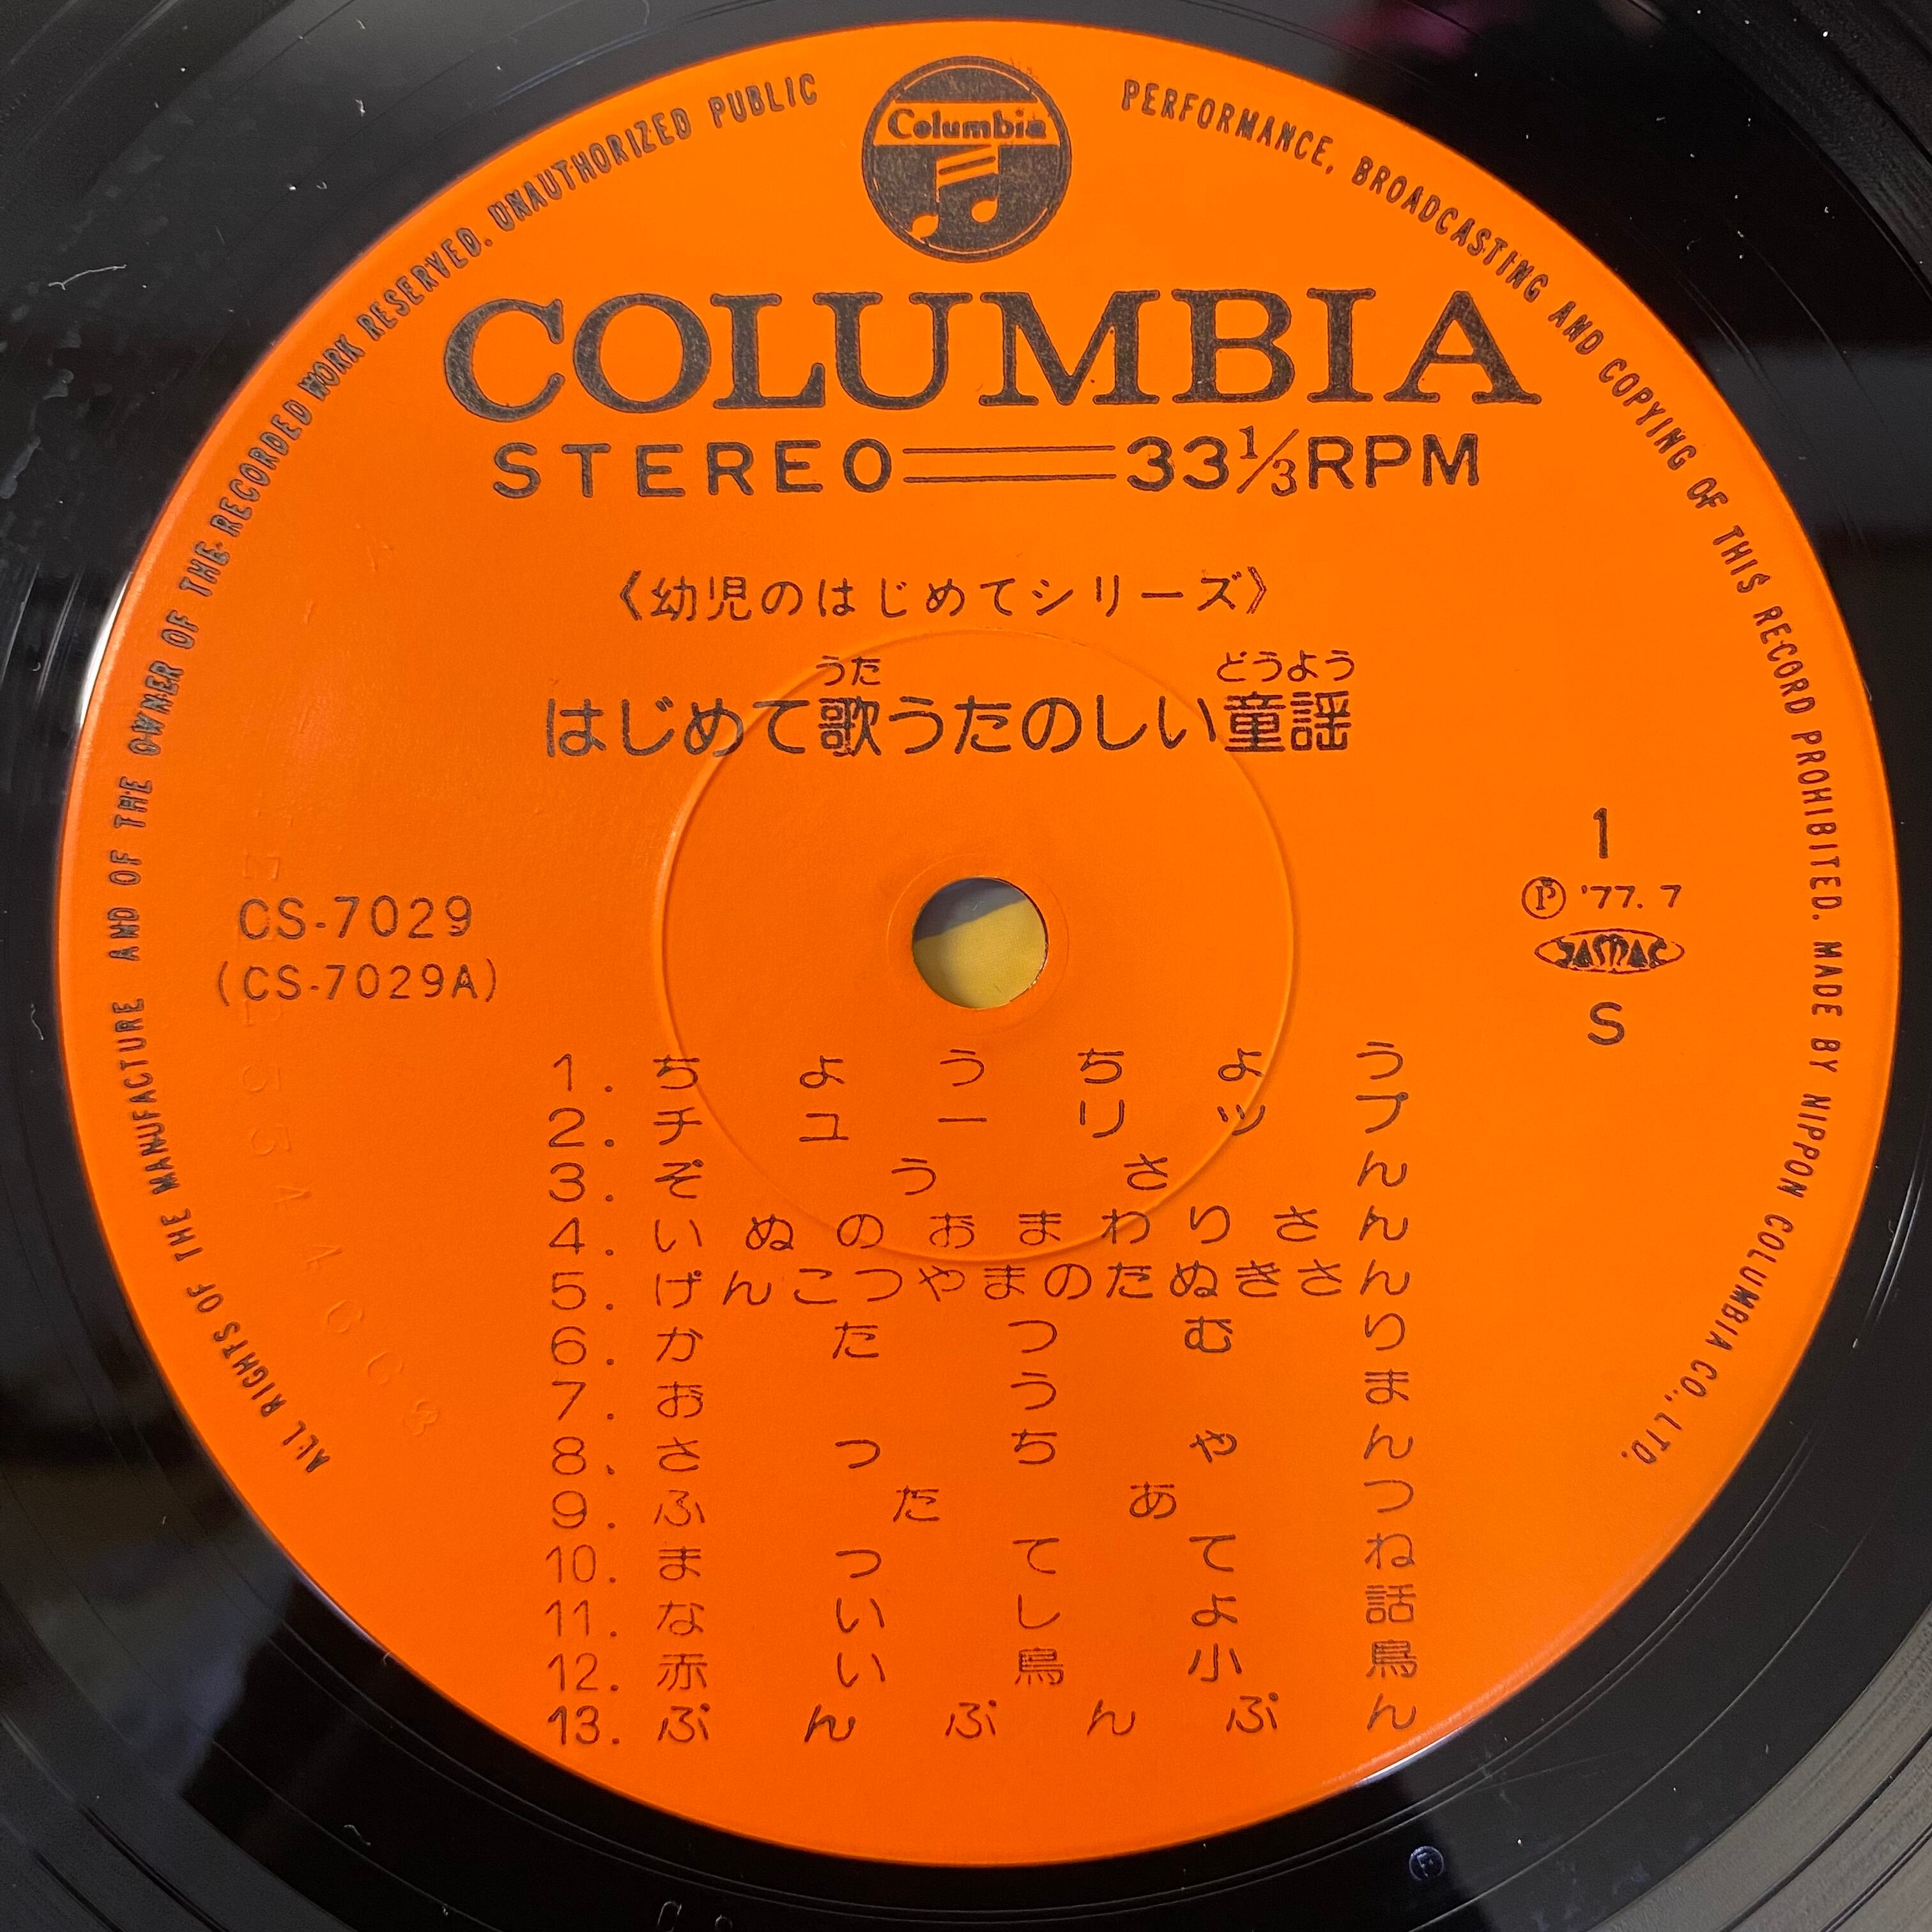 Columbia
COLUMBIA
STEREO 33⅓RPM
《幼児のはじめてシリーズ》
うた どうよう
はじめて歌うたのしい童謡
1
CS-7029
Ⓟ '77. 7
(CS-7029A)
JASRAC
S
1. ちようちよう
2. チユーリツプ
3. ぞうさん
4. いぬのおまわりさん
5. げんこつやまのたぬきさん
6. かたつむり
7. おうま
8. さつちやん
9. ふたあつ
10. まつててね
11. ないしよ話
12. 赤い鳥小鳥
13. ぶんぶんぶん
ALL RIGHTS OF THE MANUFACTURE AND OF THE OWNER OF THE RECORDED WORK RESERVED. UNAUTHORIZED PUBLIC PERFORMANCE, BROADCASTING AND COPYING OF THIS RECORD PROHIBITED. MADE BY NIPPON COLUMBIA CO., LTD.